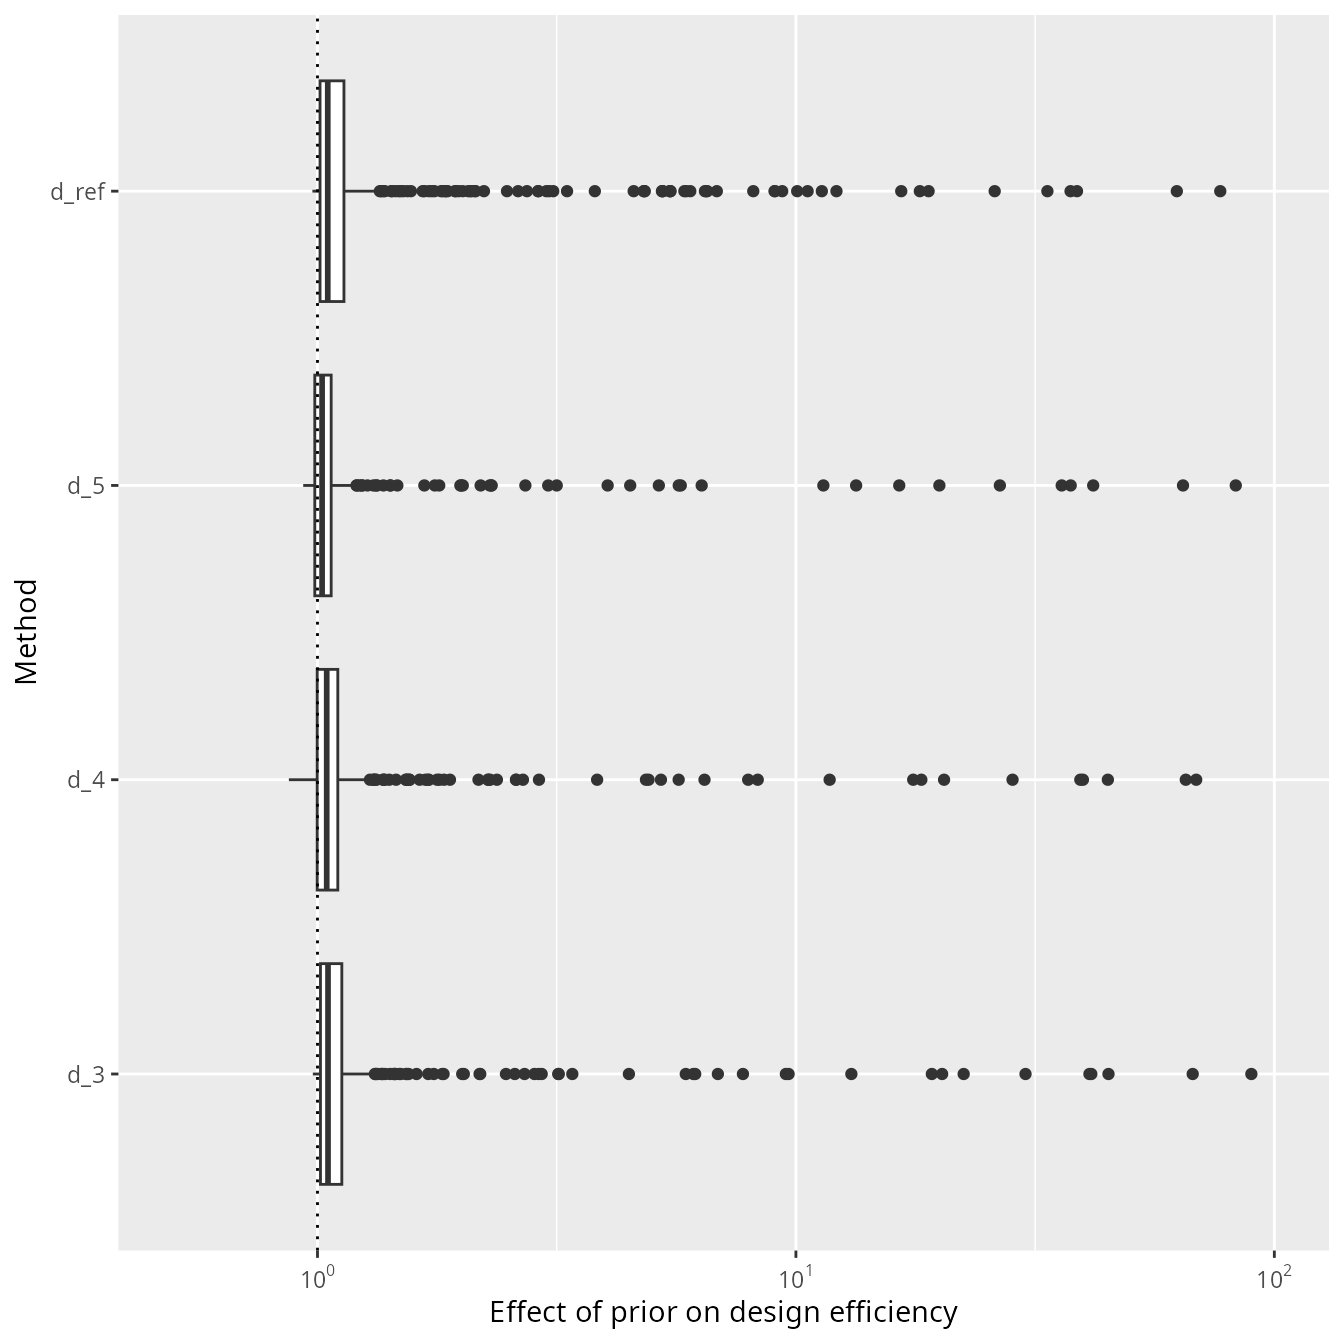 Method
d_ref
d_5
d_4
d_3
10⁰
10¹
10²
Effect of prior on design efficiency